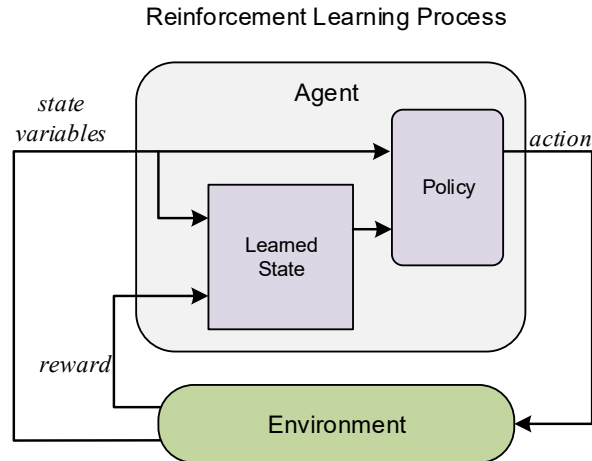 Reinforcement Learning Process
Agent
state
variables
action
Policy
Learned
State
reward
Environment